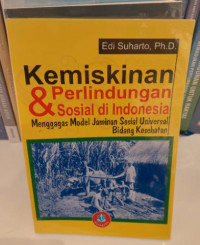 Edi Suharto, Ph.D.
Kemiskinan
& Perlindungan
Sosial di Indonesia
Menggagas Model Jaminan Sosial Universal
Bidang Kesehatan